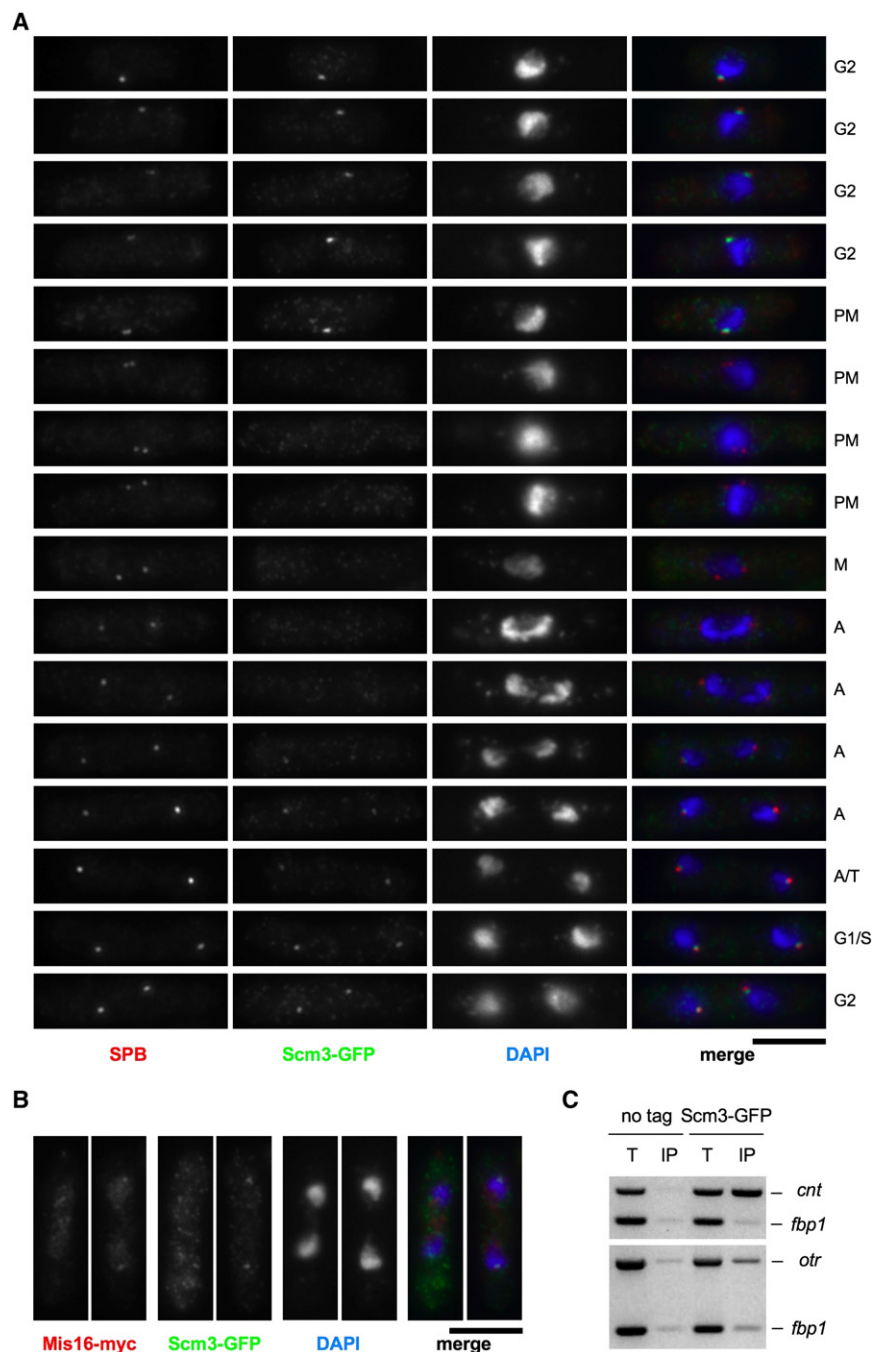 A
G2
G2
G2
G2
PM
PM
PM
PM
M
A
A
A
A
A/T
G1/S
G2
SPB Scm3-GFP DAPI merge
B
Mis16-myc Scm3-GFP DAPI merge
C
no tag Scm3-GFP
T IP T IP
cnt
fbp1
otr
fbp1